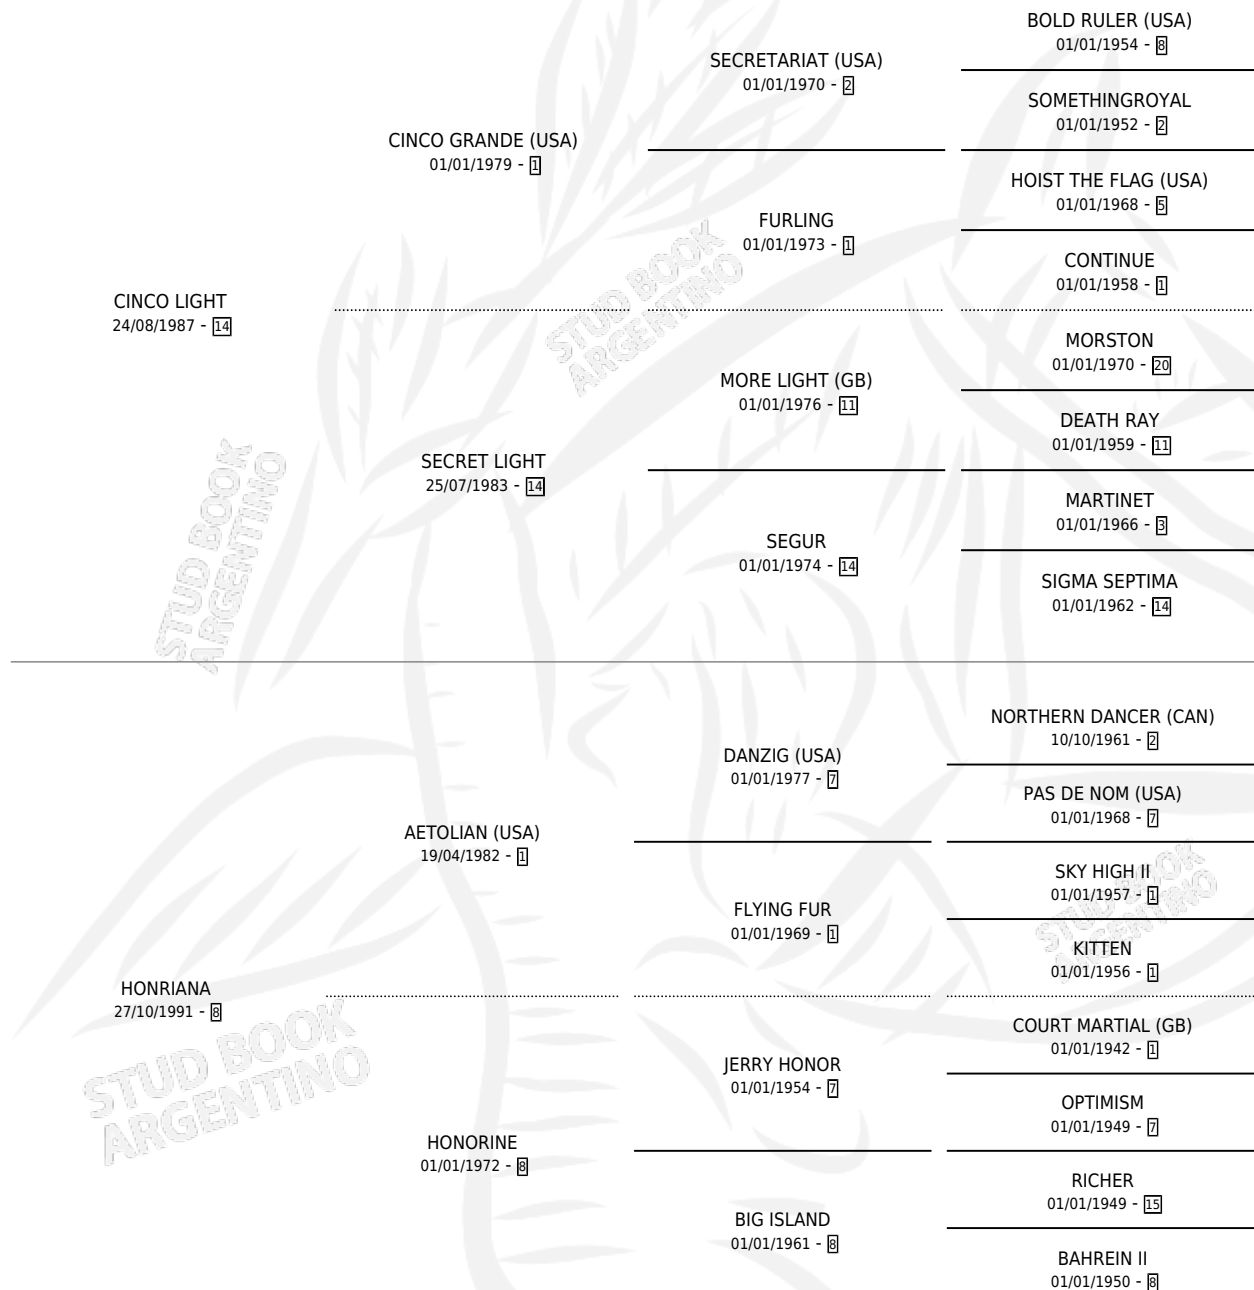 BOLD RULER (USA)
01/01/1954 - 8
SECRETARIAT (USA)
01/01/1970 - 2
SOMETHINGROYAL
01/01/1952 - 2
CINCO GRANDE (USA)
01/01/1979 - 1
HOIST THE FLAG (USA)
01/01/1968 - 5
FURLING
01/01/1973 - 1
CONTINUE
01/01/1958 - 1
CINCO LIGHT
24/08/1987 - 14
MORSTON
01/01/1970 - 20
MORE LIGHT (GB)
01/01/1976 - 11
DEATH RAY
01/01/1959 - 11
SECRET LIGHT
25/07/1983 - 14
MARTINET
01/01/1966 - 3
SEGUR
01/01/1974 - 14
SIGMA SEPTIMA
01/01/1962 - 14
NORTHERN DANCER (CAN)
10/10/1961 - 2
DANZIG (USA)
01/01/1977 - 7
PAS DE NOM (USA)
01/01/1968 - 7
AETOLIAN (USA)
19/04/1982 - 1
SKY HIGH II
01/01/1957 - 1
FLYING FUR
01/01/1969 - 1
KITTEN
01/01/1956 - 1
HONRIANA
27/10/1991 - 8
COURT MARTIAL (GB)
01/01/1942 - 1
JERRY HONOR
01/01/1954 - 7
OPTIMISM
01/01/1949 - 7
HONORINE
01/01/1972 - 8
RICHER
01/01/1949 - 15
BIG ISLAND
01/01/1961 - 8
BAHREIN II
01/01/1950 - 8
STUD BOOK
ARGENTINO
STUD BOOK
ARGENTINO
STUD BOOK
ARGENTINO
STUD BOOK
ARGENTINO